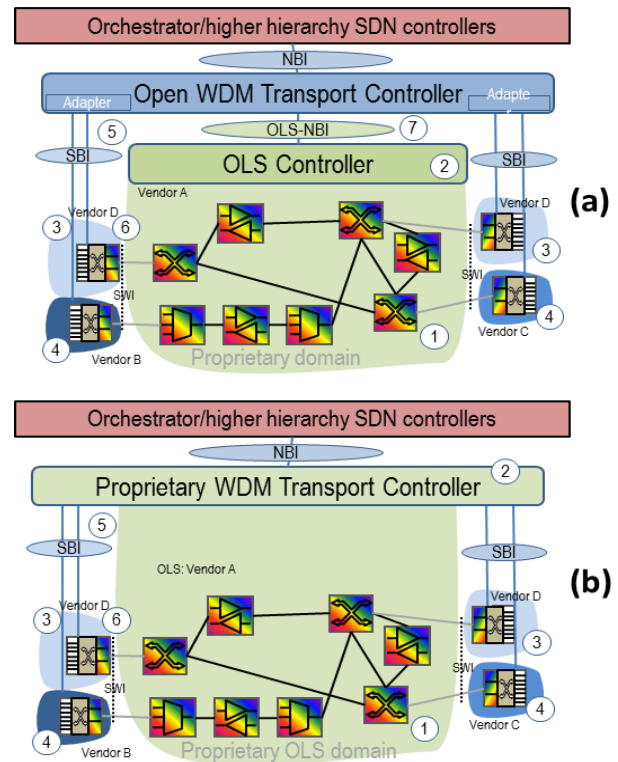 Orchestrator/higher hierarchy SDN controllers
NBI
Adapter
Open WDM Transport Controller
Adapte
r
5
OLS-NBI
7
SBI
OLS Controller
2
SBI
Vendor A
Vendor D
Vendor D
(a)
3
6
3
SWI
SWI
4
Vendor B
1
Vendor C
4
Proprietary domain
Orchestrator/higher hierarchy SDN controllers
NBI
2
Proprietary WDM Transport Controller
5
SBI
SBI
(b)
OLS: Vendor A
Vendor D
Vendor D
3
6
3
SWI
SWI
4
Vendor B
1
Vendor C
4
Proprietary OLS domain